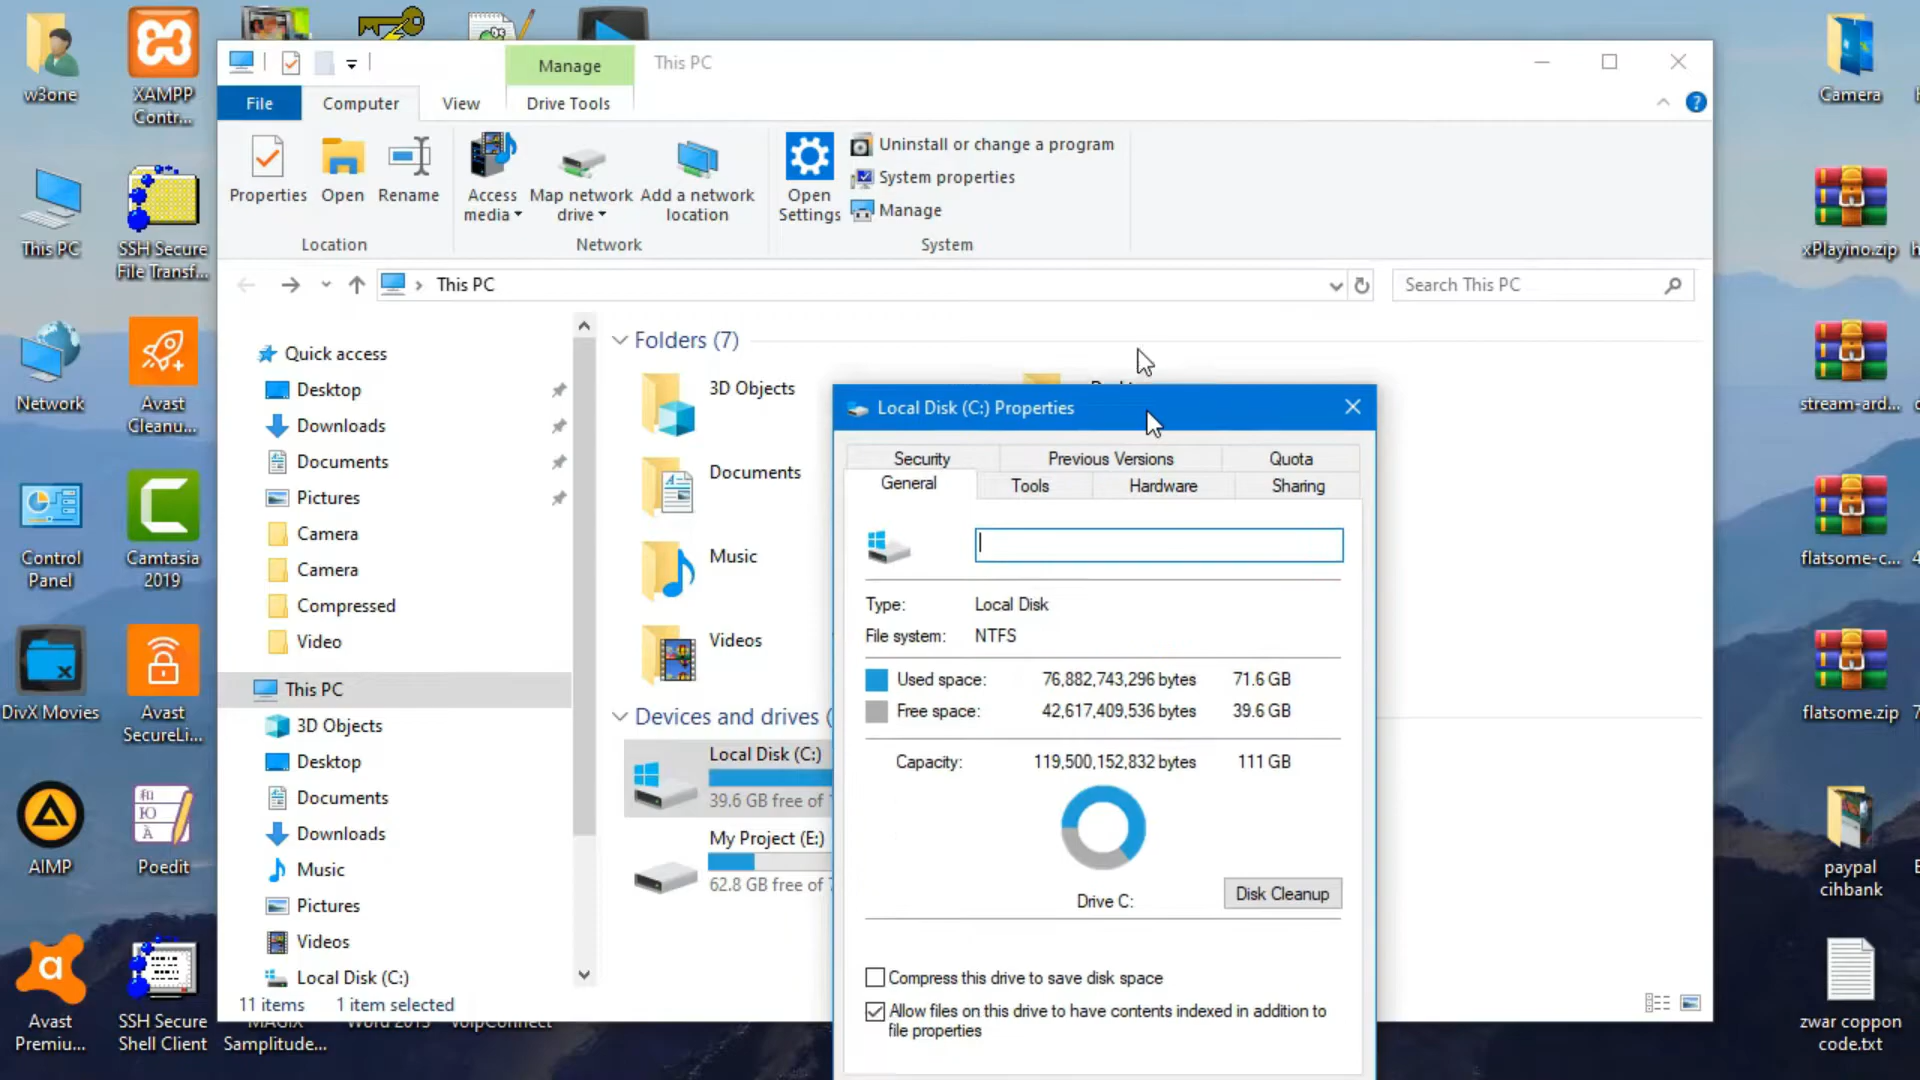 w3one
XAMPP
Contr...
This PC
SSH Secure
File Transf...
Network
Avast
Cleanu...
Control
Panel
Camtasia
2019
DivX Movies
Avast
SecureLi...
AIMP
Poedit
Avast
Premiu...
SSH Secure
Shell Client
Samplitude...
Manage
This PC
File
Computer
View
Drive Tools
Properties
Open
Rename
Access
media
Map network
drive
Add a network
location
Open
Settings
Uninstall or change a program
System properties
Manage
Location
Network
System
This PC
Search This PC
Quick access
Desktop
Downloads
Documents
Pictures
Camera
Camera
Compressed
Video
This PC
3D Objects
Desktop
Documents
Downloads
Music
Pictures
Videos
Local Disk (C:)
11 items
1 item selected
Folders (7)
3D Objects
Documents
Music
Videos
Devices and drives (
Local Disk (C:)
39.6 GB free of
My Project (E:)
62.8 GB free of
Local Disk (C:) Properties
Security
Previous Versions
Quota
General
Tools
Hardware
Sharing
Type: Local Disk
File system: NTFS
Used space: 76,882,743,296 bytes 71.6 GB
Free space: 42,617,409,536 bytes 39.6 GB
Capacity: 119,500,152,832 bytes 111 GB
Drive C:
Disk Cleanup
Compress this drive to save disk space
Allow files on this drive to have contents indexed in addition to
file properties
Camera
xPlayino.zip
stream-ard...
flatsome-c...
flatsome.zip
paypal
cihbank
zwar coppon
code.txt